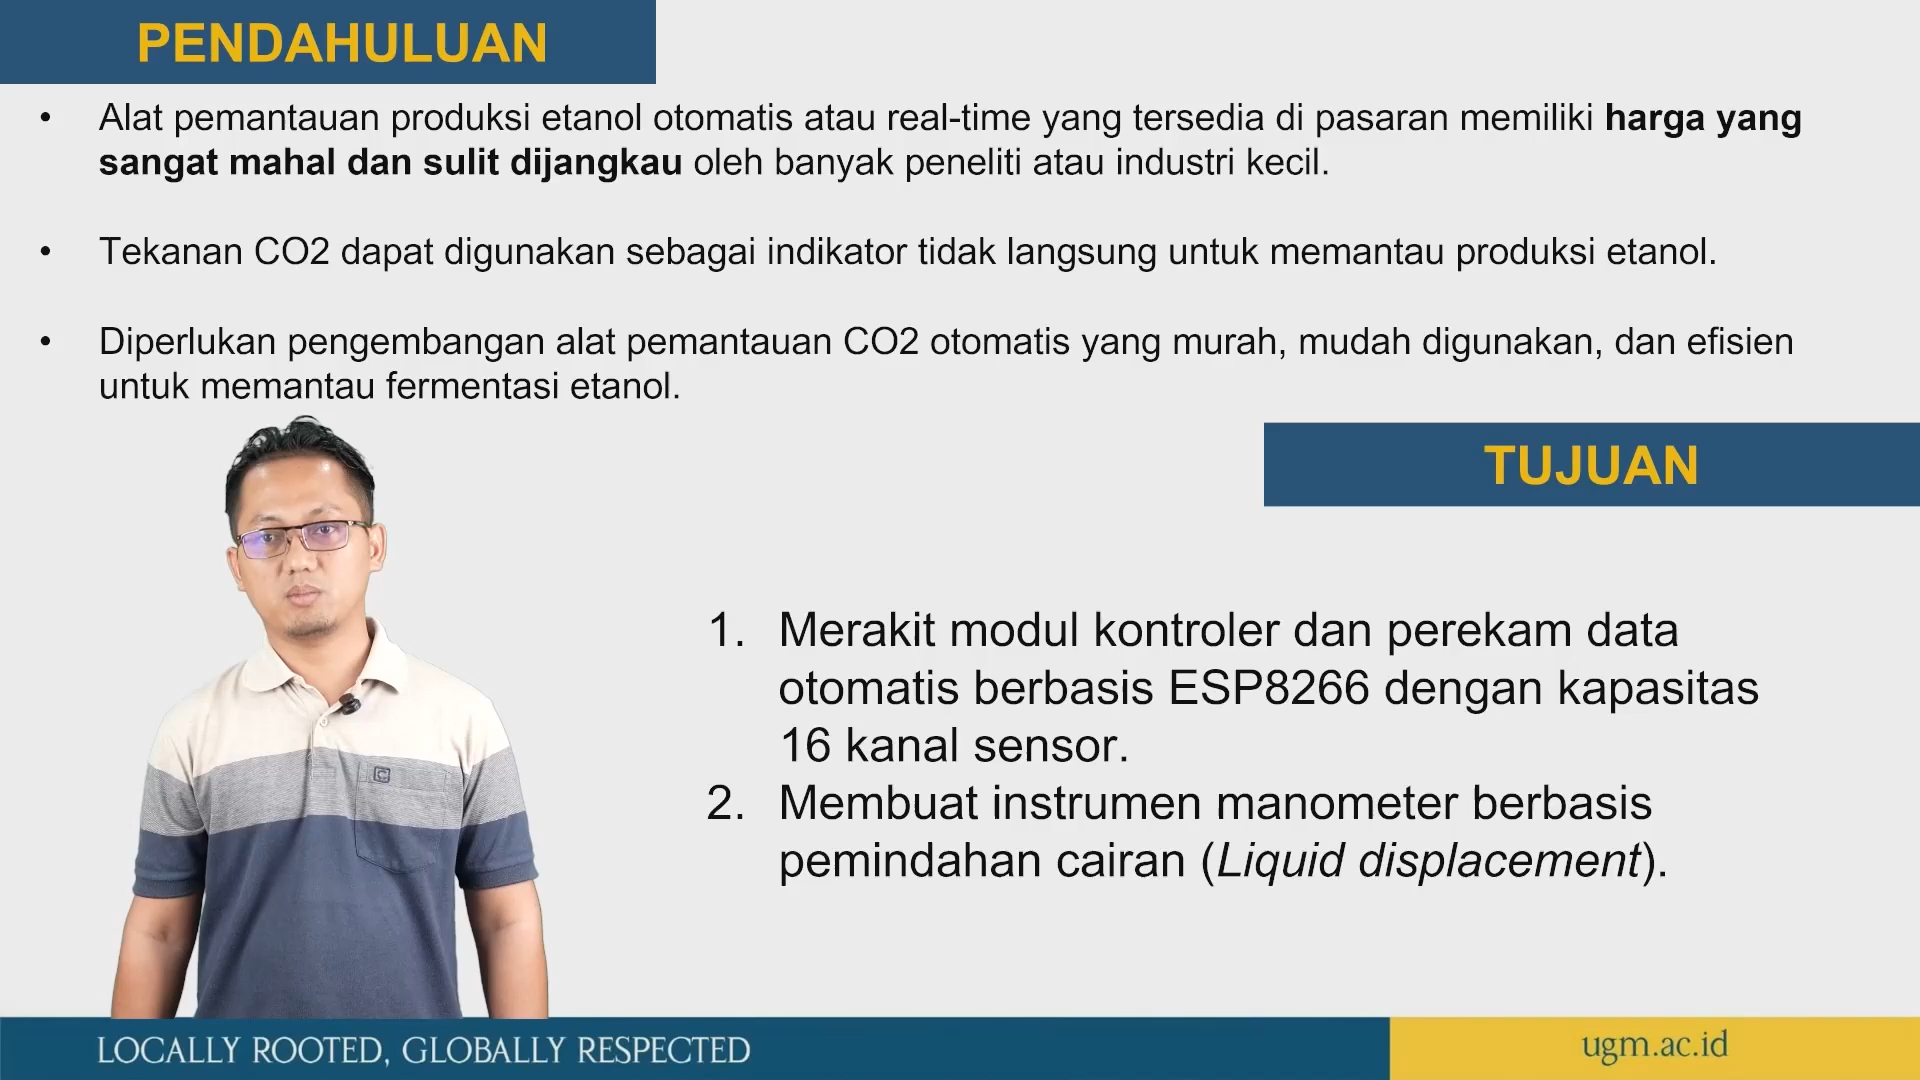 PENDAHULUAN
• Alat pemantauan produksi etanol otomatis atau real-time yang tersedia di pasaran memiliki harga yang
sangat mahal dan sulit dijangkau oleh banyak peneliti atau industri kecil.
• Tekanan CO2 dapat digunakan sebagai indikator tidak langsung untuk memantau produksi etanol.
• Diperlukan pengembangan alat pemantauan CO2 otomatis yang murah, mudah digunakan, dan efisien
untuk memantau fermentasi etanol.
TUJUAN
1. Merakit modul kontroler dan perekam data
otomatis berbasis ESP8266 dengan kapasitas
16 kanal sensor.
2. Membuat instrumen manometer berbasis
pemindahan cairan (Liquid displacement).
LOCALLY ROOTED, GLOBALLY RESPECTED
ugm.ac.id